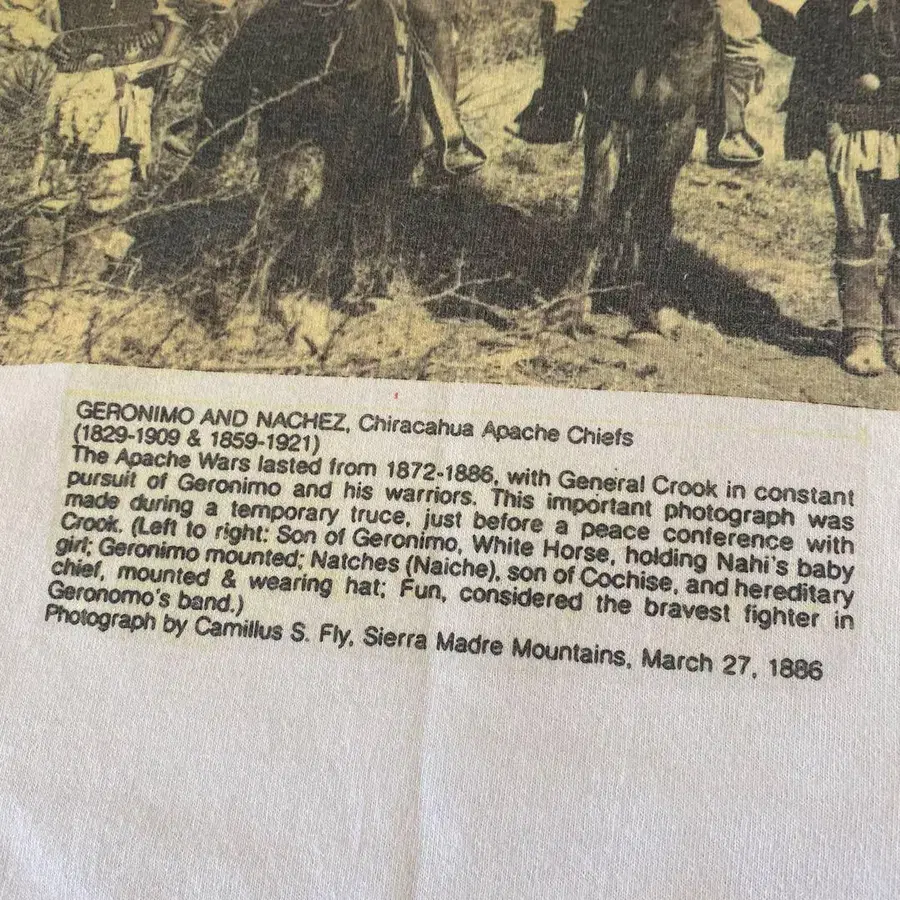 GERONIMO AND NACHEZ, Chiracahua Apache Chiefs
(1829-1909 & 1859-1921)
The Apache Wars lasted from 1872-1886, with General Crook in constant
pursuit of Geronimo and his warriors. This important photograph was
made during a temporary truce, just before a peace conference with
Crook. (Left to right: Son of Geronimo, White Horse, holding Nahi's baby
girl; Geronimo mounted; Natches (Naiche), son of Cochise, and hereditary
chief, mounted & wearing hat; Fun, considered the bravest fighter in
Geronomo's band.)
Photograph by Camillus S. Fly, Sierra Madre Mountains, March 27, 1886